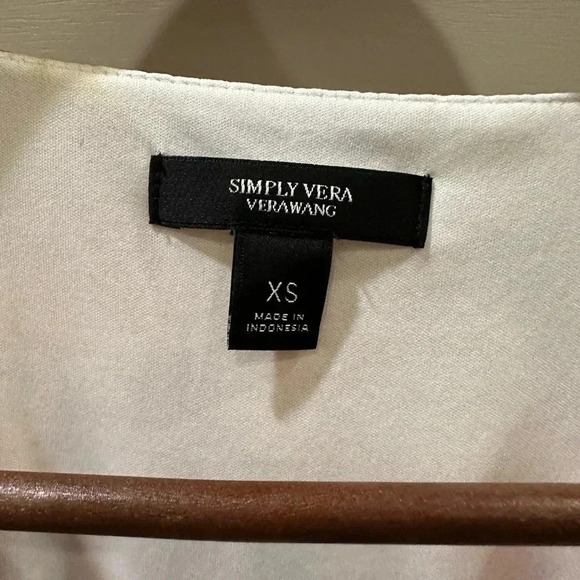 SIMPLY VERA
VERAWANG
XS
MADE IN
INDONESIA